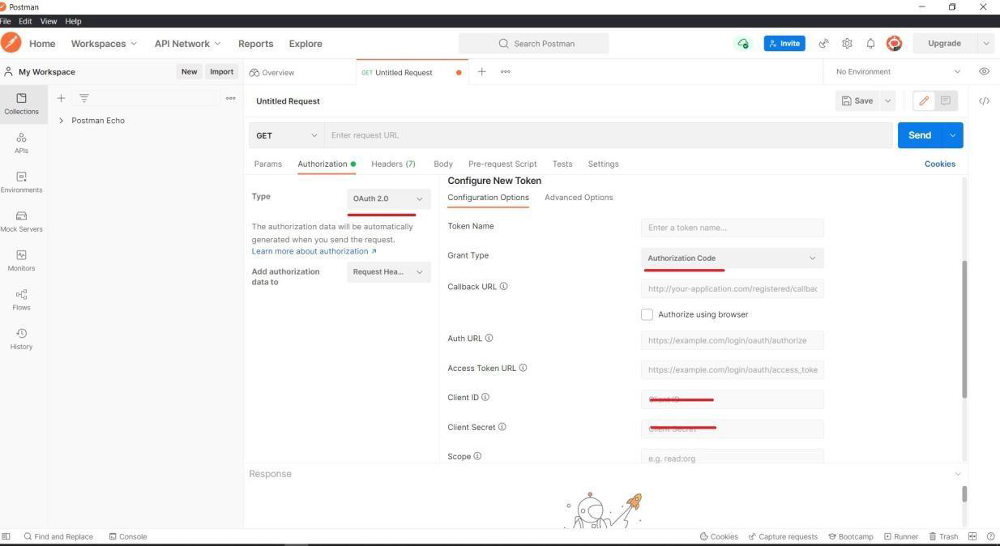 Postman
File Edit View Help
Home Workspaces API Network Reports Explore Search Postman Invite Upgrade
My Workspace New Import Overview GET Untitled Request No Environment
Collections
Postman Echo
APIs
Environments
Mock Servers
Monitors
Flows
History
Untitled Request Save
GET Enter request URL Send
Params Authorization Headers (7) Body Pre-request Script Tests Settings Cookies
Type OAuth 2.0
The authorization data will be automatically
generated when you send the request.
Learn more about authorization ↗
Add authorization
data to
Request Hea...
Configure New Token
Configuration Options Advanced Options
Token Name Enter a token name...
Grant Type Authorization Code
Callback URL http://your-application.com/registered/callbac
Authorize using browser
Auth URL https://example.com/login/oauth/authorize
Access Token URL https://example.com/login/oauth/access_toke
Client ID Client ID
Client Secret Client Secret
Scope e.g. read:org
Response
Find and Replace Console Cookies Capture requests Bootcamp Runner Trash